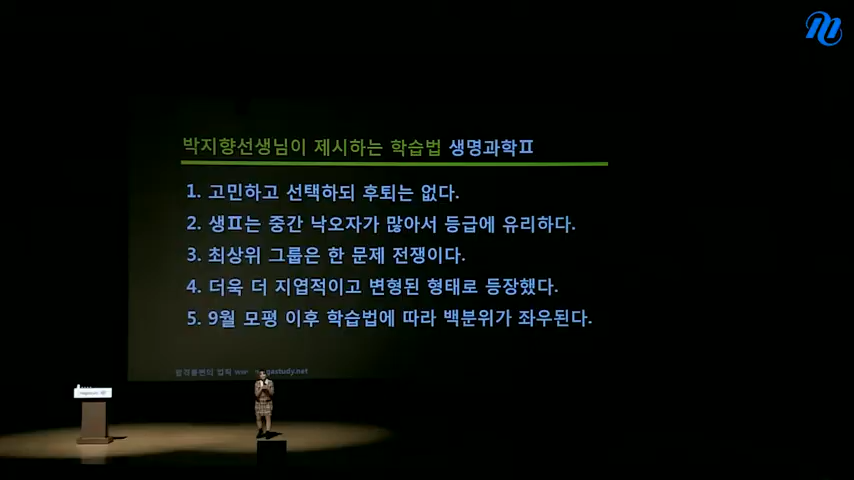 박지향선생님이 제시하는 학습법 생명과학Ⅱ
1. 고민하고 선택하되 후퇴는 없다.
2. 생Ⅱ는 중간 낙오자가 많아서 등급에 유리하다.
3. 최상위 그룹은 한 문제 전쟁이다.
4. 더욱 더 지엽적이고 변형된 형태로 등장했다.
5. 9월 모평 이후 학습법에 따라 백분위가 좌우된다.